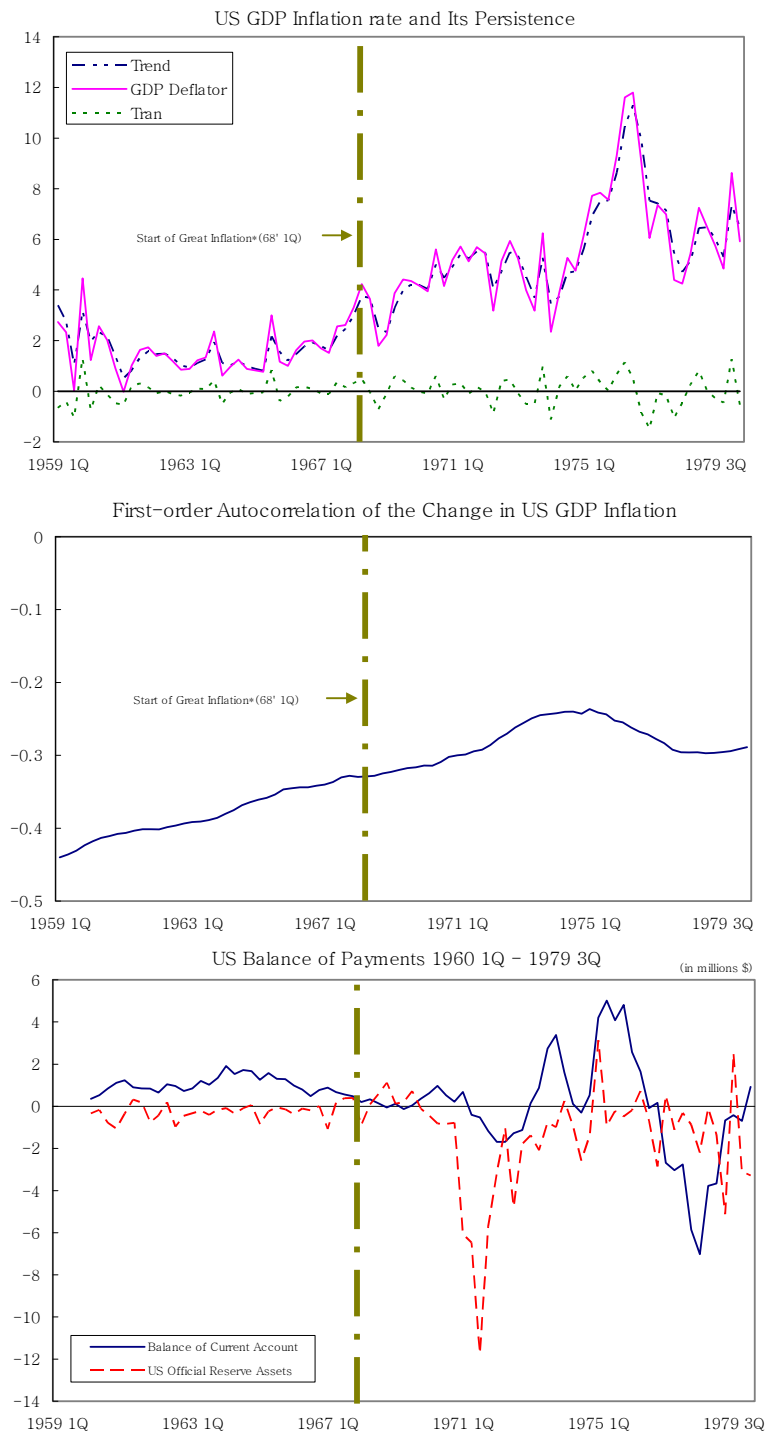 US GDP Inflation rate and Its Persistence
14
12
10
8
6
4
2
0
-2
Trend
GDP Deflator
Tran
Start of Great Inflation*(68' 1Q)
1959 1Q 1963 1Q 1967 1Q 1971 1Q 1975 1Q 1979 3Q
First-order Autocorrelation of the Change in US GDP Inflation
0
-0.1
-0.2
-0.3
-0.4
-0.5
Start of Great Inflation*(68' 1Q)
1959 1Q 1963 1Q 1967 1Q 1971 1Q 1975 1Q 1979 3Q
US Balance of Payments 1960 1Q - 1979 3Q
(in millions $)
6
4
2
0
-2
-4
-6
-8
-10
-12
-14
Balance of Current Account
US Official Reserve Assets
1959 1Q 1963 1Q 1967 1Q 1971 1Q 1975 1Q 1979 3Q